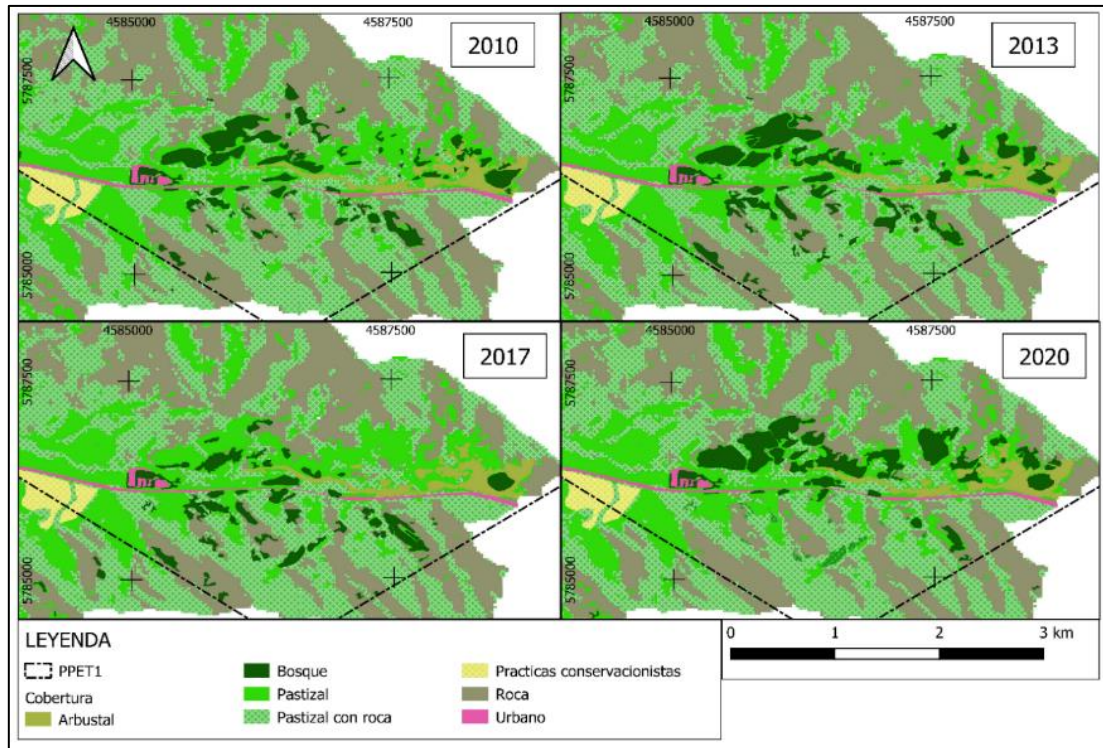 4585000 4587500
2010
5787500
5785000
4585000 4587500
2013
5787500
5785000
4585000 4587500
2017
5787500
5785000
4585000 4587500
2020
5787500
5785000
LEYENDA
PPET1
Cobertura
Arbustal
Bosque
Pastizal
Pastizal con roca
Practicas conservacionistas
Roca
Urbano
0 1 2 3 km